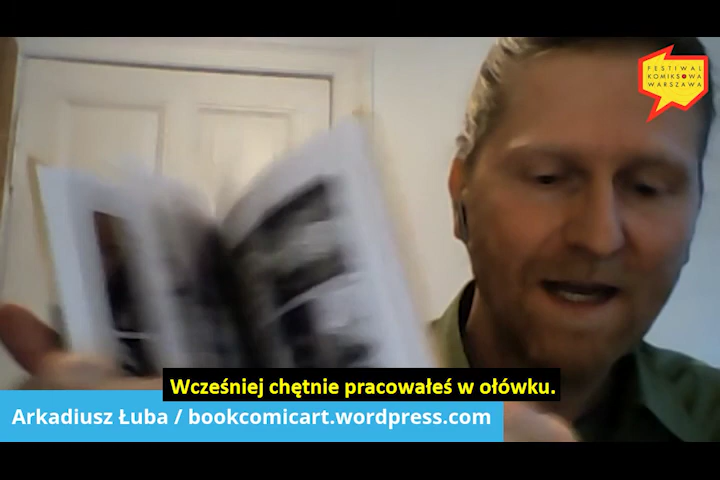 FESTIWAL
KOMIKSOWA
WARSZAWA
Wcześniej chętnie pracowałeś w ołówku.
Arkadiusz Łuba / bookcomicart.wordpress.com